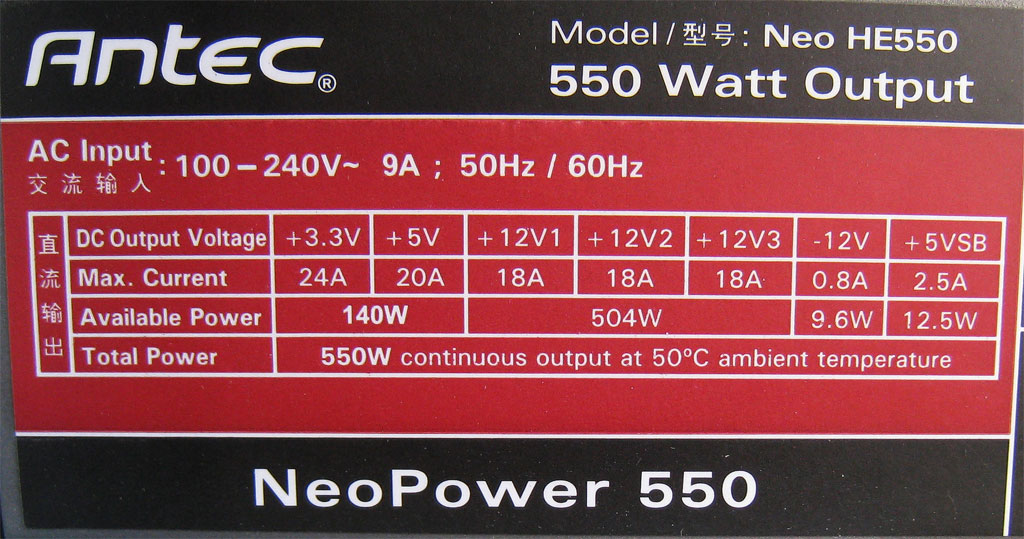 Antec®
Model/型号: Neo HE550
550 Watt Output
AC Input : 100-240V~ 9A ; 50Hz / 60Hz
交流输入
直流输出
DC Output Voltage +3.3V +5V +12V1 +12V2 +12V3 -12V +5VSB
Max. Current 24A 20A 18A 18A 18A 0.8A 2.5A
Available Power 140W 504W 9.6W 12.5W
Total Power 550W continuous output at 50ºC ambient temperature
NeoPower 550